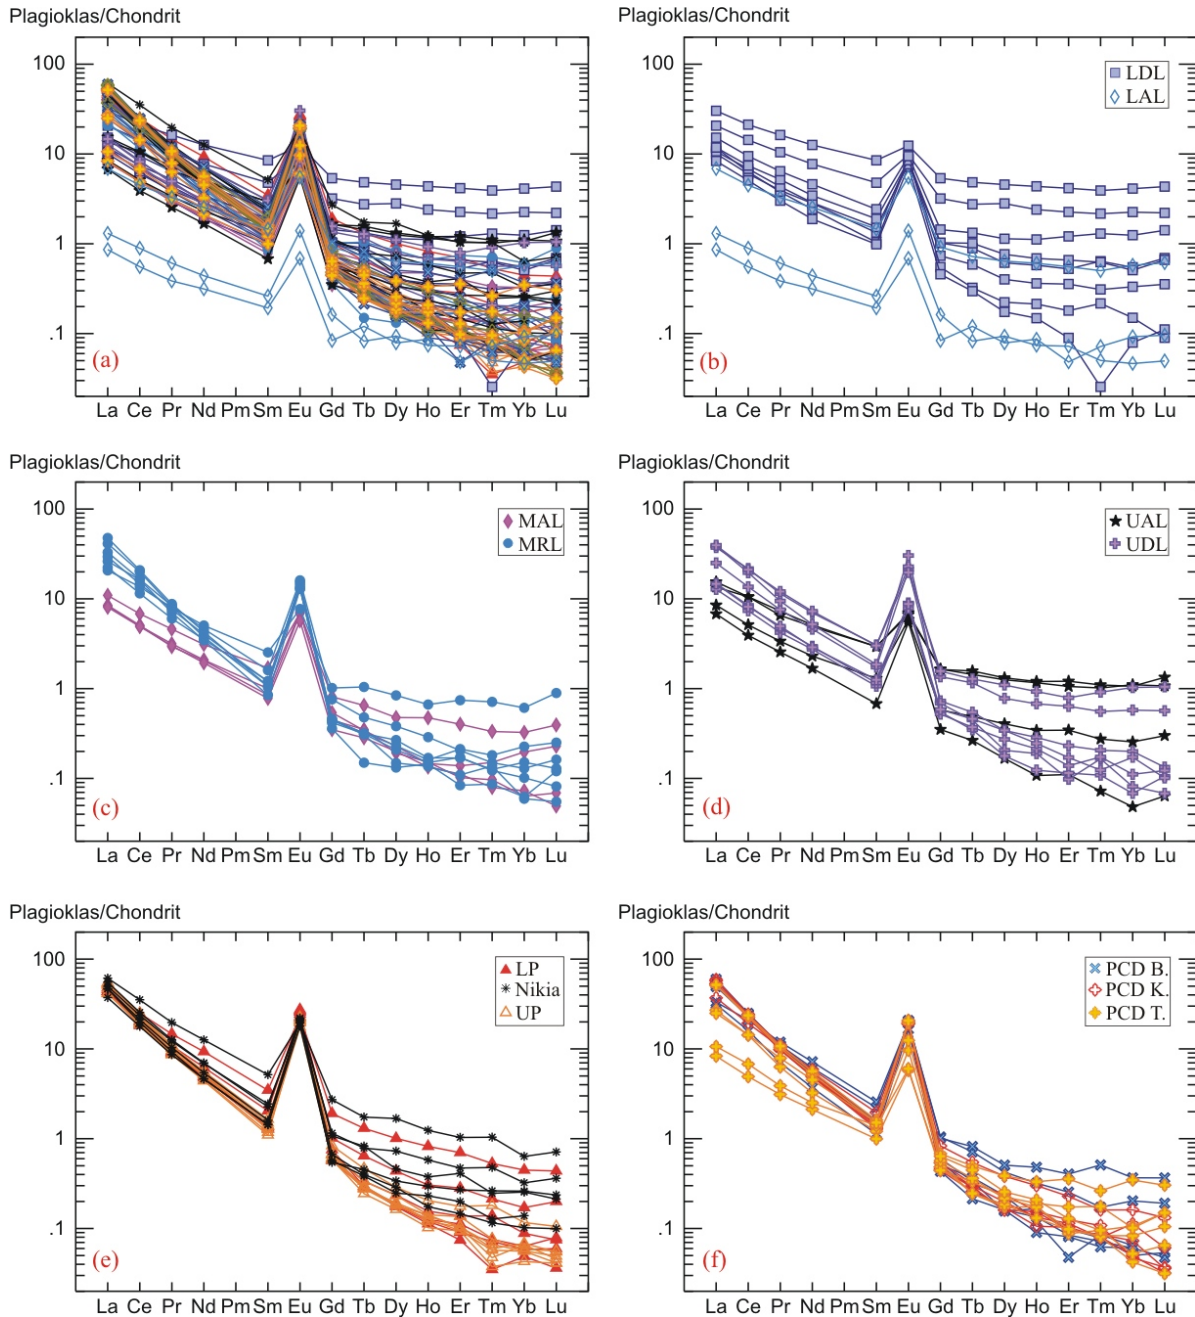 Plagioklas/Chondrit
100
10
1
.1
(a)
La Ce Pr Nd Pm Sm Eu Gd Tb Dy Ho Er Tm Yb Lu
Plagioklas/Chondrit
100
10
1
.1
LDL
LAL
(b)
La Ce Pr Nd Pm Sm Eu Gd Tb Dy Ho Er Tm Yb Lu
Plagioklas/Chondrit
100
10
1
.1
MAL
MRL
(c)
La Ce Pr Nd Pm Sm Eu Gd Tb Dy Ho Er Tm Yb Lu
Plagioklas/Chondrit
100
10
1
.1
UAL
UDL
(d)
La Ce Pr Nd Pm Sm Eu Gd Tb Dy Ho Er Tm Yb Lu
Plagioklas/Chondrit
100
10
1
.1
LP
Nikia
UP
(e)
La Ce Pr Nd Pm Sm Eu Gd Tb Dy Ho Er Tm Yb Lu
Plagioklas/Chondrit
100
10
1
.1
PCD B.
PCD K.
PCD T.
(f)
La Ce Pr Nd Pm Sm Eu Gd Tb Dy Ho Er Tm Yb Lu